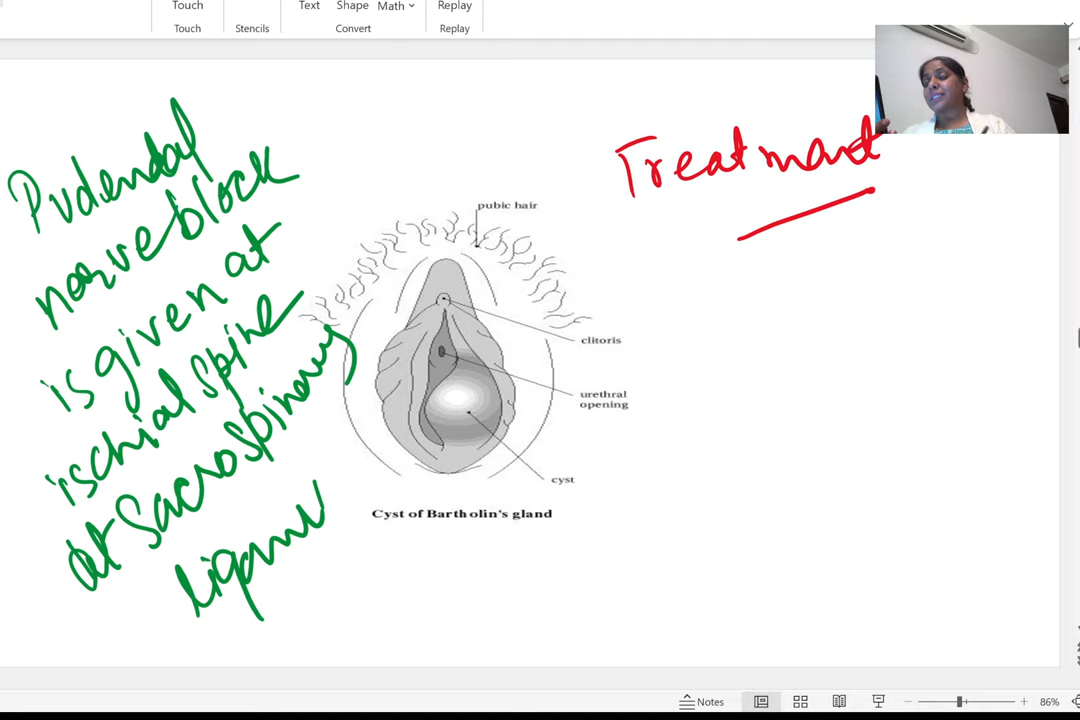 Touch
Text
Shape
Math
Replay
Touch
Stencils
Convert
Replay
Pudendal
nerve block
is given at
ischial spine
at Sacrospinous
Treatment
pubic hair
clitoris
urethral
opening
cyst
Cyst of Bartholin's gland
Notes
86%